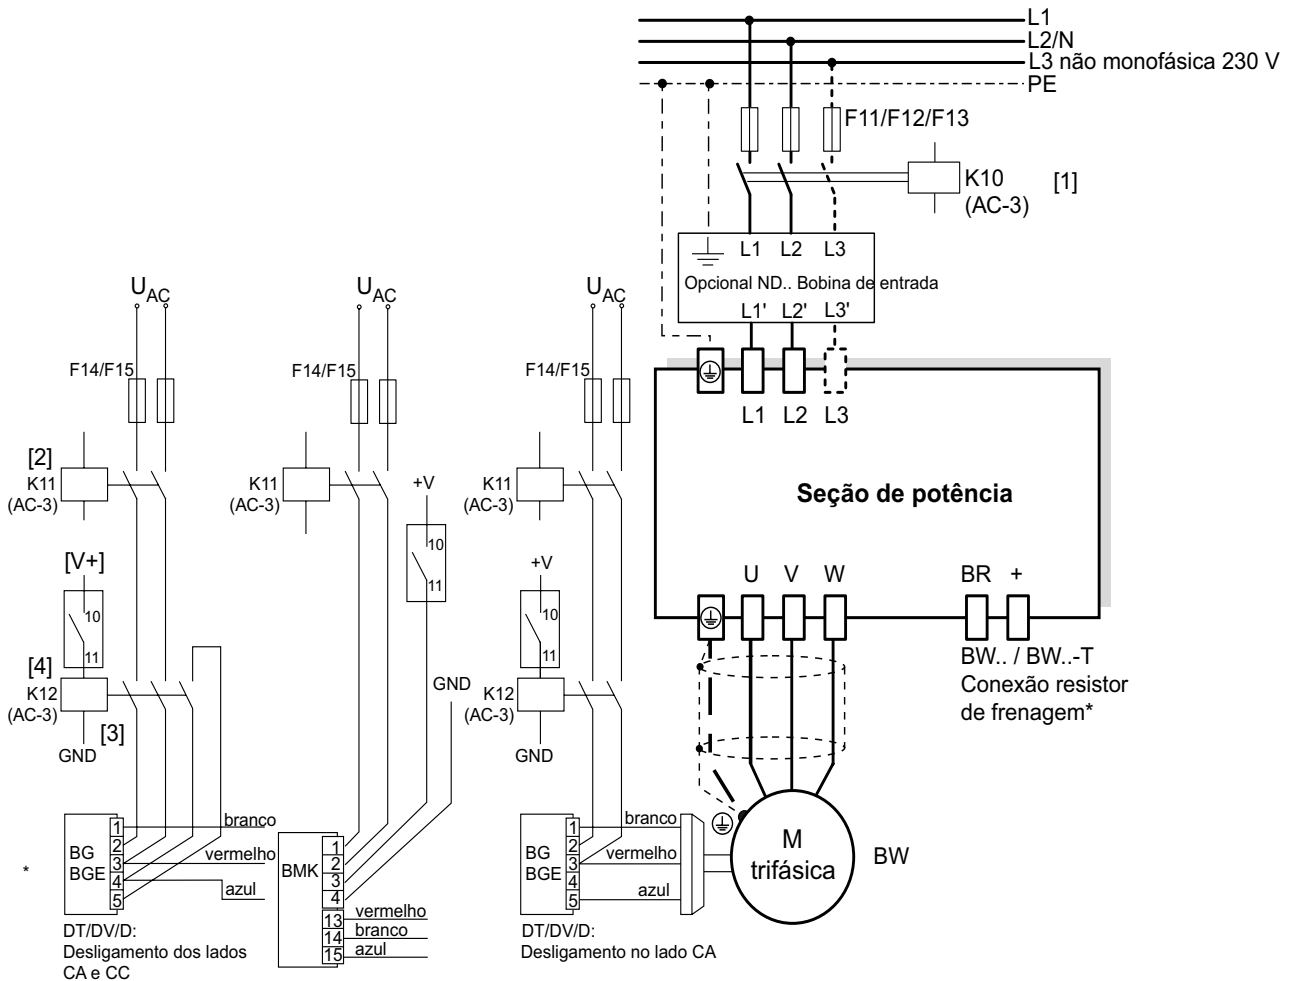 L1
L2/N
L3 não monofásica 230 V
PE
F11/F12/F13
K10
(AC-3)
[1]
L1 L2 L3
Opcional ND.. Bobina de entrada
L1' L2' L3'
L1 L2 L3
Seção de potência
U V W
BR +
BW.. / BW..-T
Conexão resistor
de frenagem*
M
trifásica
BW
UAC
F14/F15
[2]
K11
(AC-3)
[V+]
10
11
[4]
K12
(AC-3)
[3]
GND
BG
BGE
1
2
3
4
5
branco
vermelho
azul
*
DT/DV/D:
Desligamento dos lados
CA e CC
UAC
F14/F15
K11
(AC-3)
+V
10
11
GND
BMK
1
2
3
4
13
14
15
vermelho
branco
azul
UAC
F14/F15
K11
(AC-3)
+V
10
11
K12
(AC-3)
GND
BG
BGE
1
2
3
4
5
branco
vermelho
azul
DT/DV/D:
Desligamento no lado CA